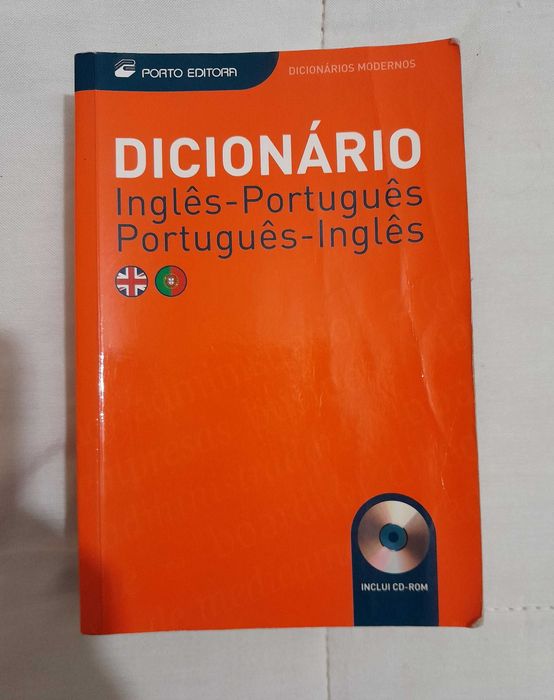 PORTO EDITORA
DICIONÁRIOS MODERNOS
DICIONÁRIO
Inglês-Português
Português-Inglês
INCLUI CD-ROM